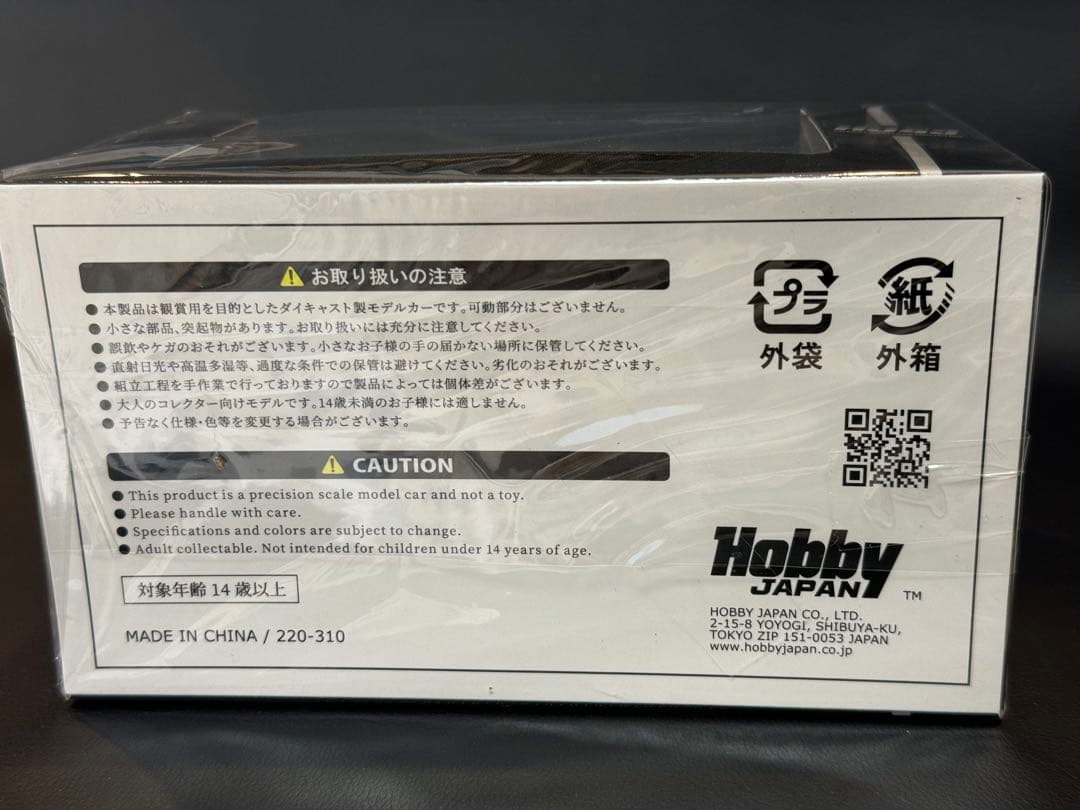 お取り扱いの注意
● 本製品は観賞用を目的としたダイキャスト製モデルカーです。可動部分はございません。
● 小さな部品、突起物があります。お取り扱いには充分に注意してください。
● 誤飲やケガのおそれがございます。小さなお子様の手の届かない場所に保管してください。
● 直射日光や高温多湿等、過度な条件での保管は避けてください。劣化のおそれがございます。
● 組立工程を手作業で行っておりますので製品によっては個体差がございます。
● 大人のコレクター向けモデルです。14歳未満のお子様には適しません。
● 予告なく仕様・色等を変更する場合がございます。
CAUTION
● This product is a precision scale model car and not a toy.
● Please handle with care.
● Specifications and colors are subject to change.
● Adult collectable. Not intended for children under 14 years of age.
対象年齢 14 歳以上
MADE IN CHINA / 220-310
プラ
外袋
紙
外箱
Hobby
JAPAN
TM
HOBBY JAPAN CO., LTD.
2-15-8 YOYOGI, SHIBUYA-KU,
TOKYO ZIP 151-0053 JAPAN
www.hobbyjapan.co.jp